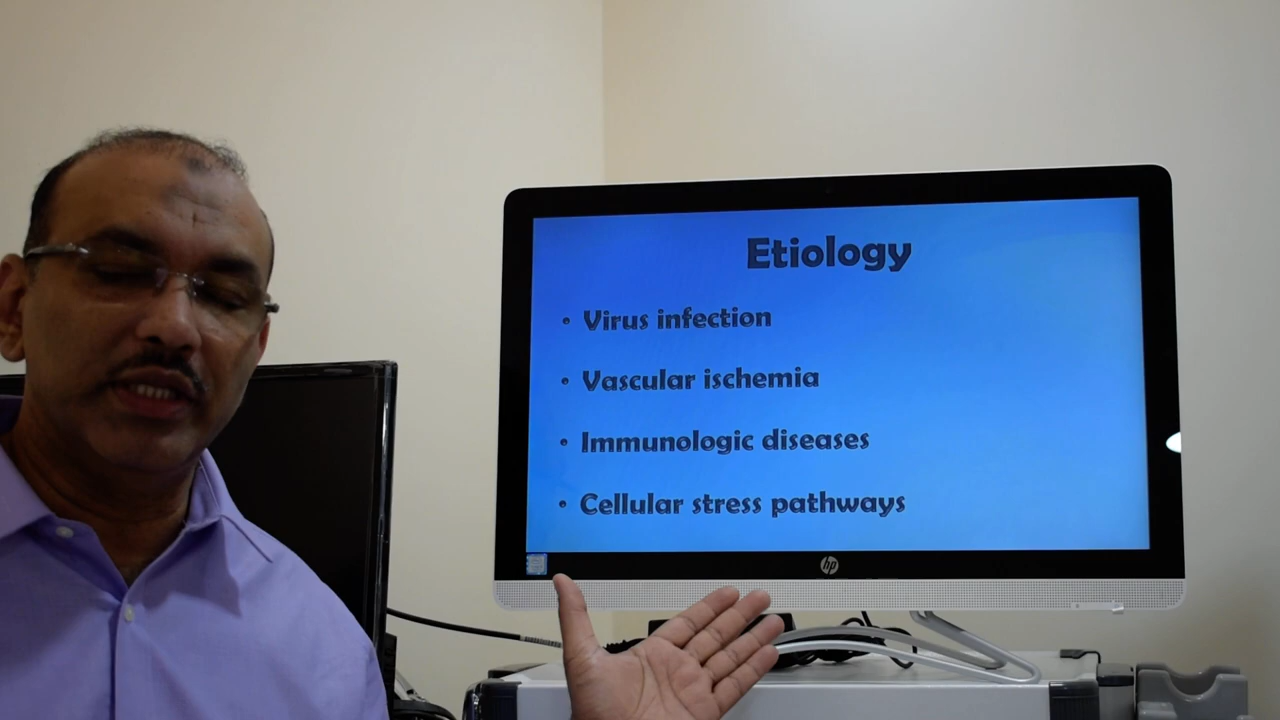 Etiology
• Virus infection
• Vascular ischemia
• Immunologic diseases
• Cellular stress pathways
hp